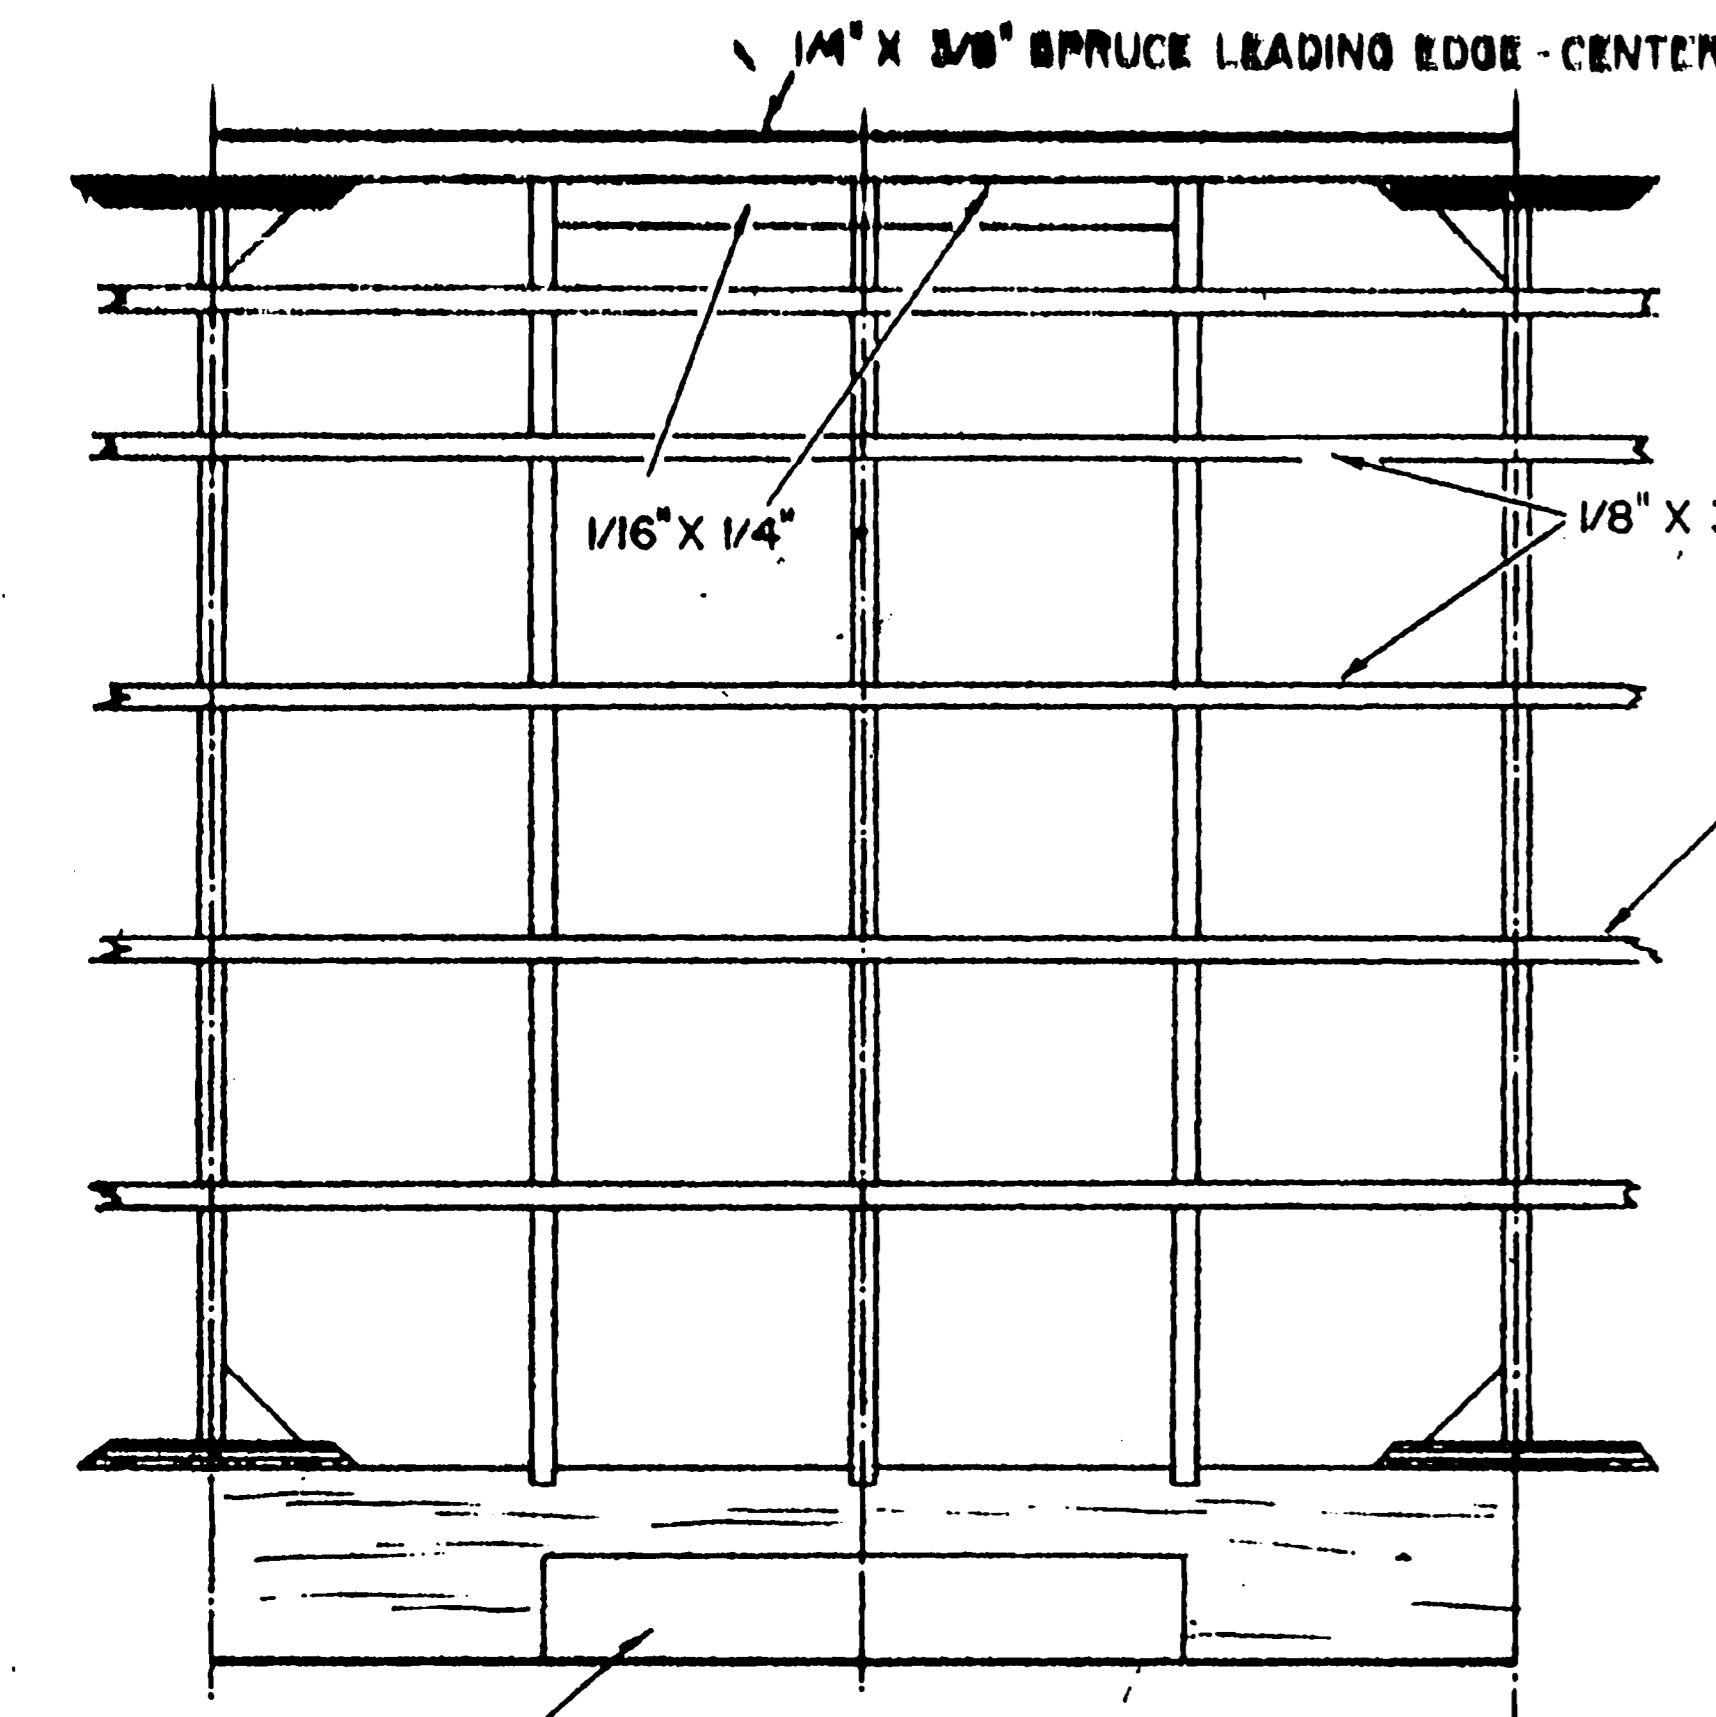 1/4" X 3/8" SPRUCE LEADING EDGE - CENTER
1/16" X 1/4"
1/8" X